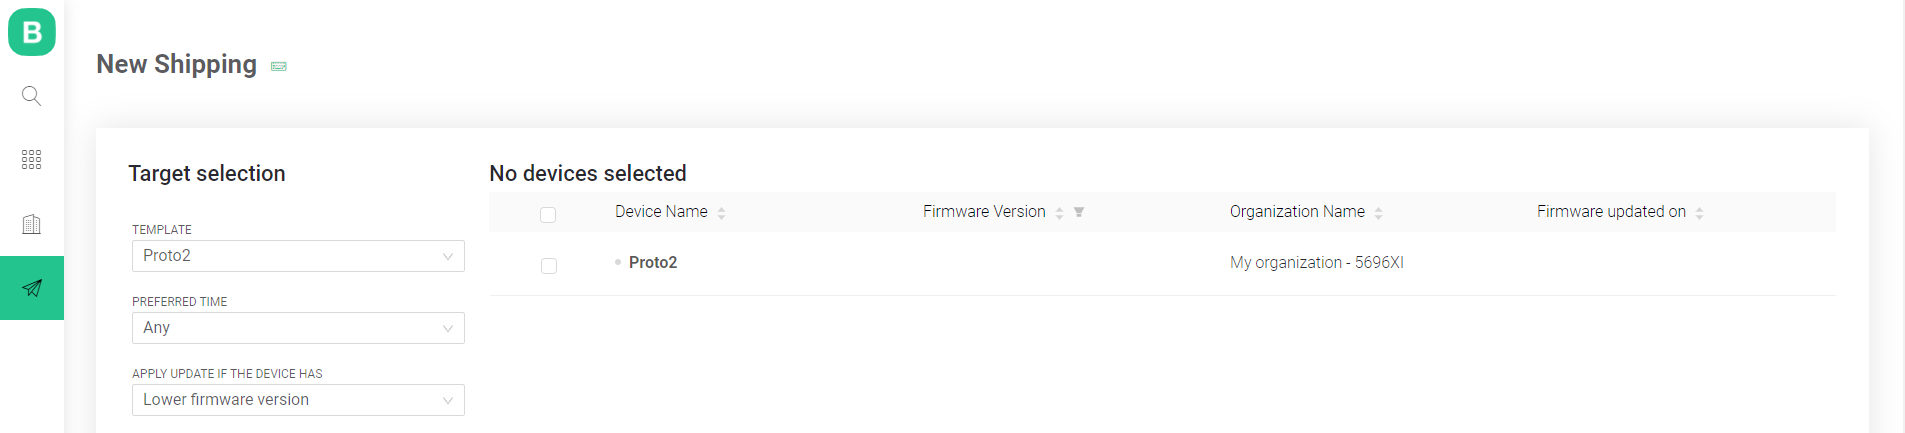 B
New Shipping
Target selection
TEMPLATE
Proto2
PREFERRED TIME
Any
APPLY UPDATE IF THE DEVICE HAS
Lower firmware version
No devices selected
Device Name Firmware Version Organization Name Firmware updated on
Proto2 My organization - 5696XI